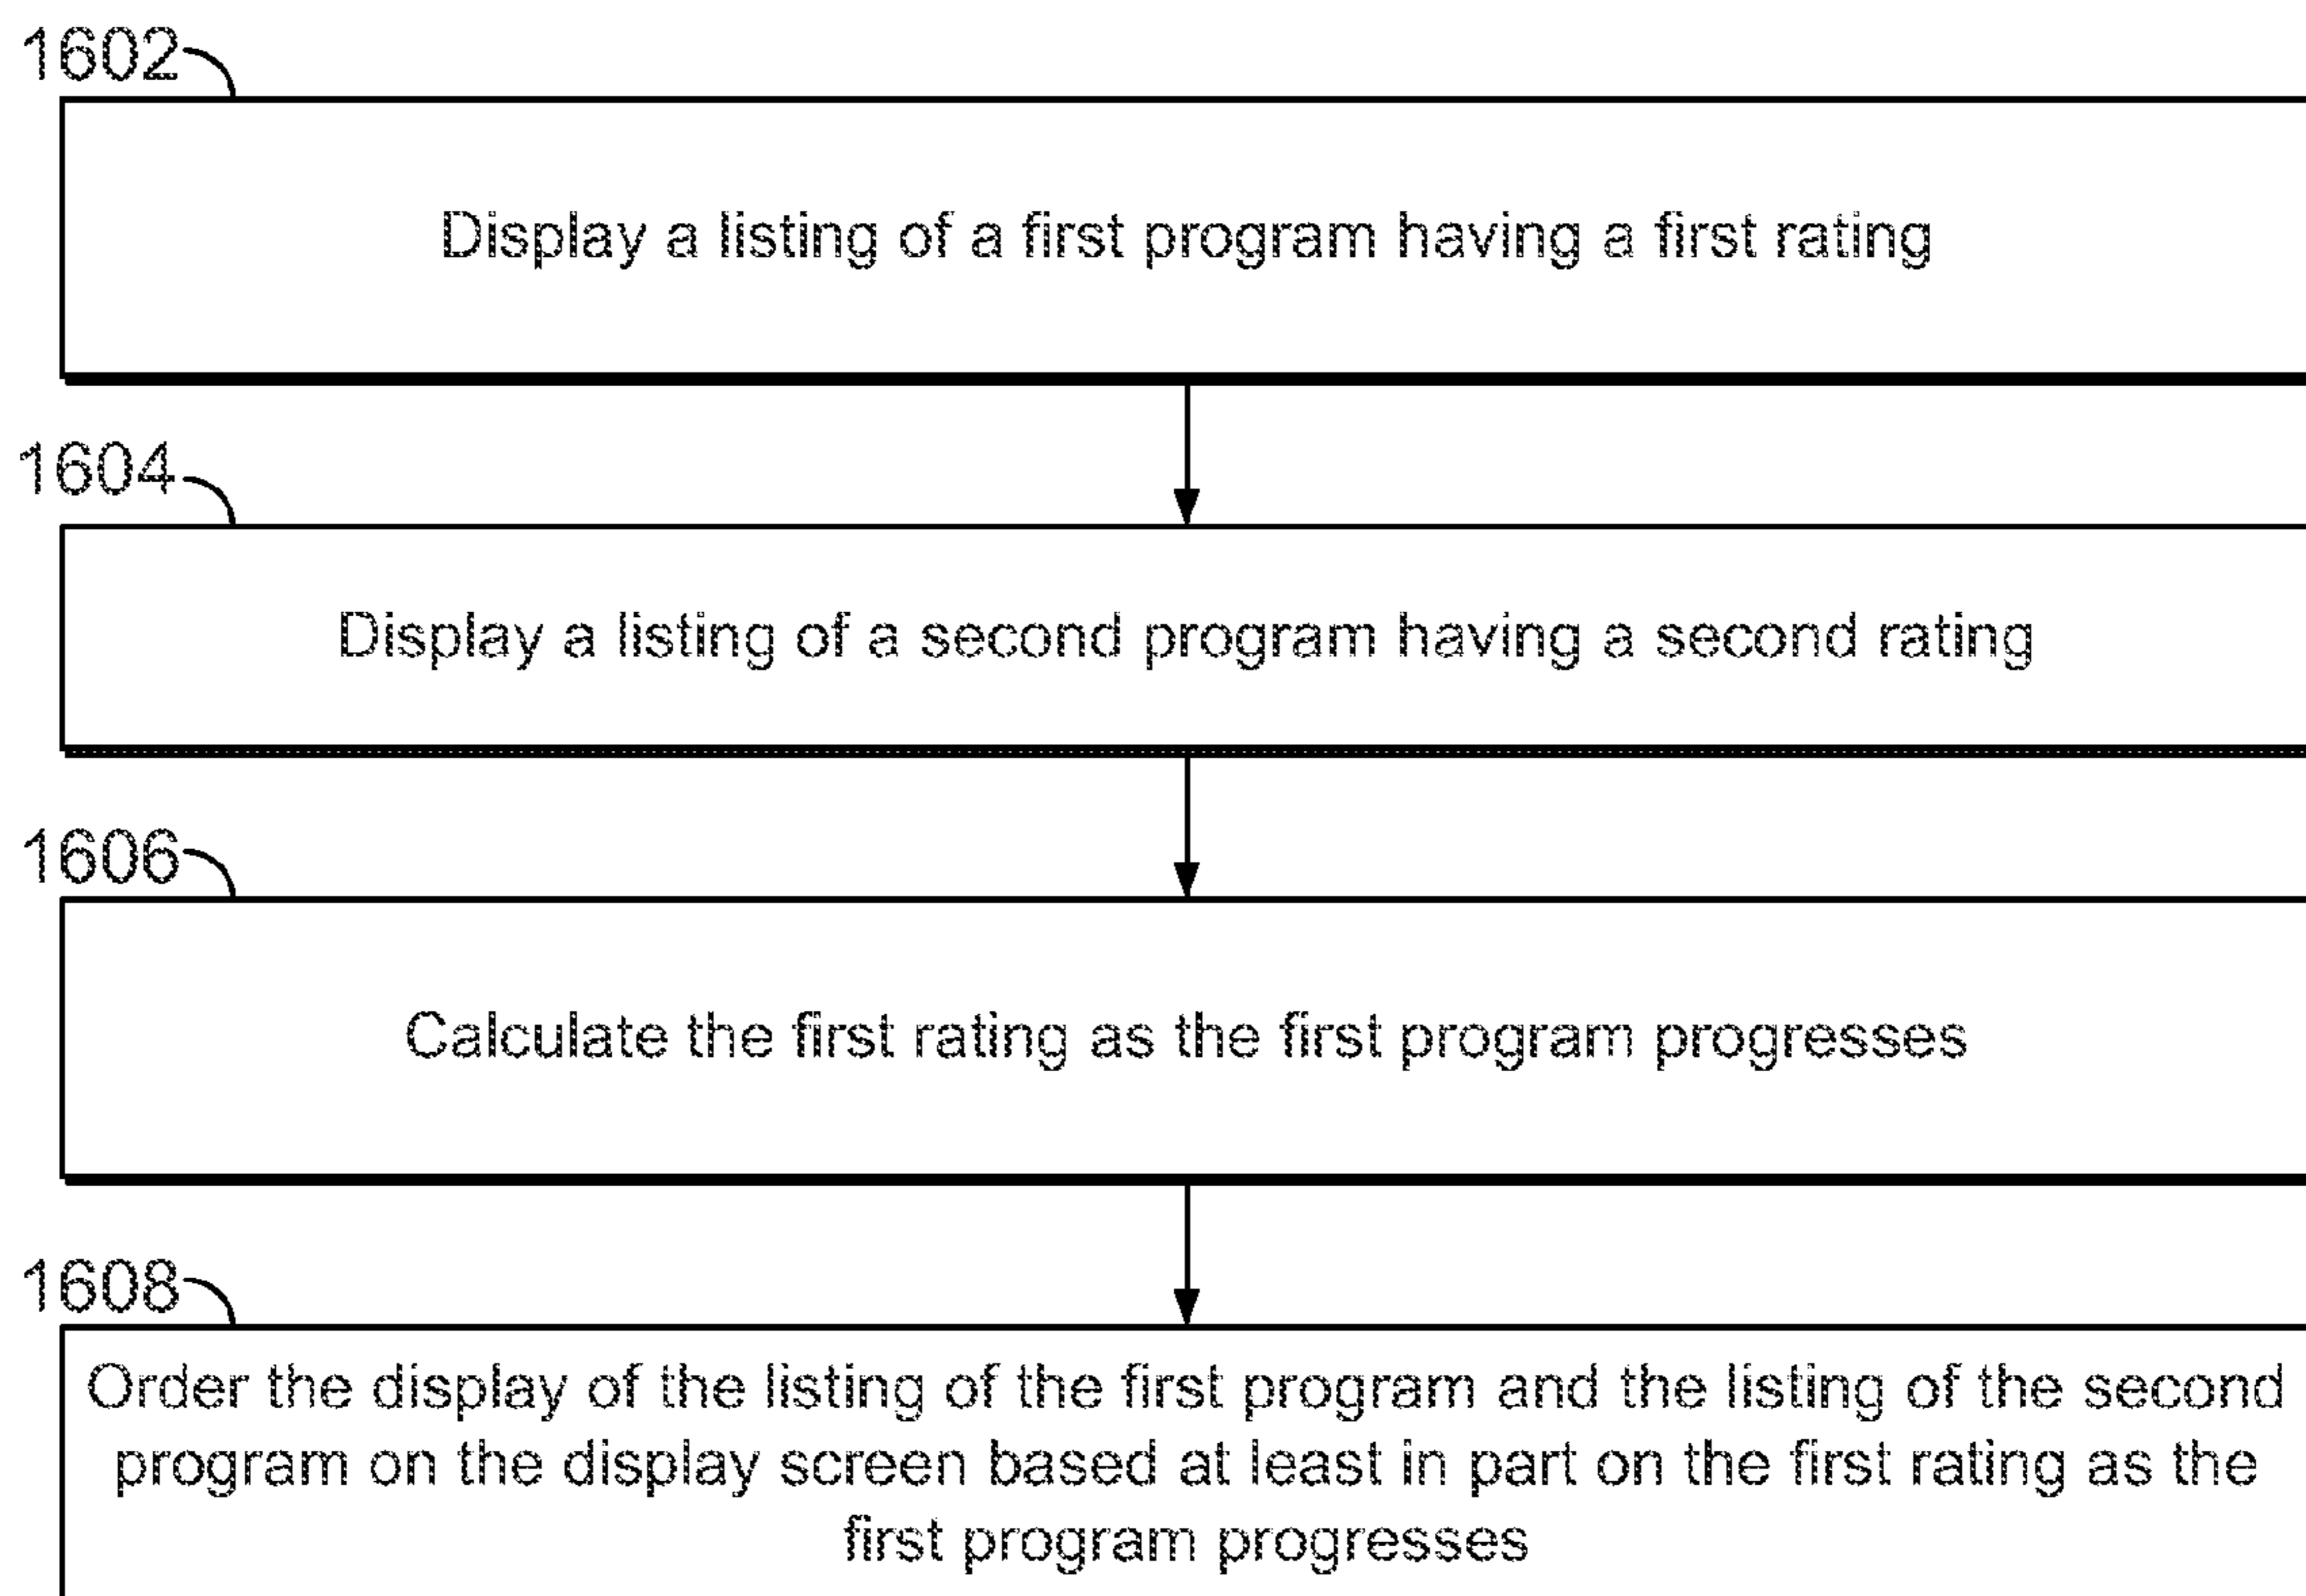 1602
Display a listing of a first program having a first rating
1604
Display a listing of a second program having a second rating
1606
Calculate the first rating as the first program progresses
1608
Order the display of the listing of the first program and the listing of the second
program on the display screen based at least in part on the first rating as the
first program progresses